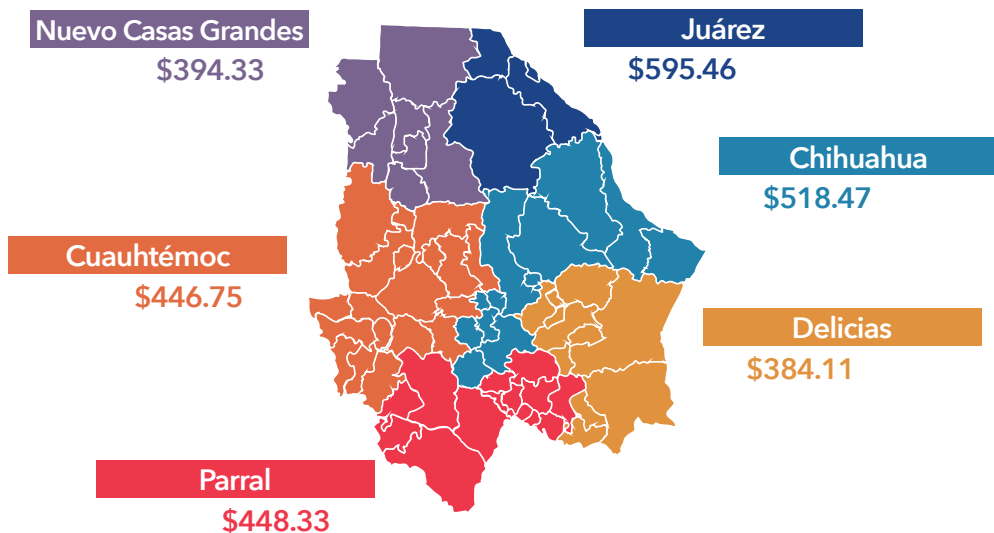 Nuevo Casas Grandes
$394.33
Juárez
$595.46
Chihuahua
$518.47
Cuauhtémoc
$446.75
Delicias
$384.11
Parral
$448.33